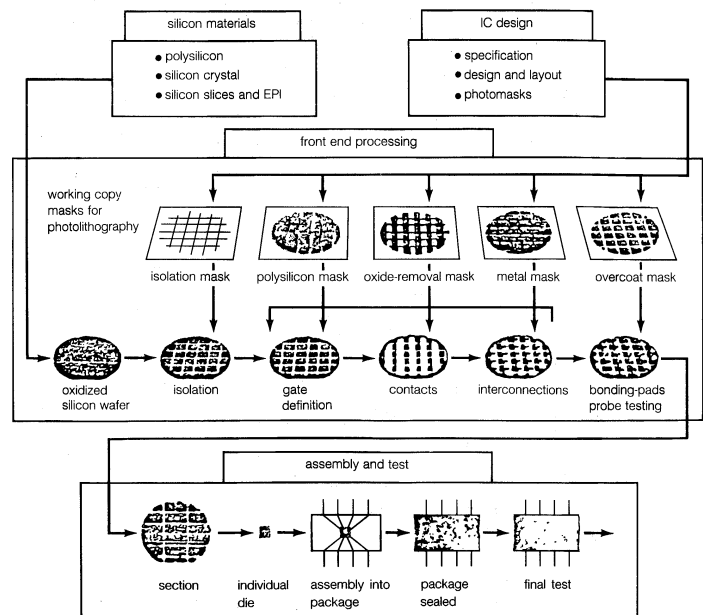 silicon materials
• polysilicon
• silicon crystal
• silicon slices and EPI
IC design
• specification
• design and layout
• photomasks
front end processing
working copy
masks for
photolithography
isolation mask
polysilicon mask
oxide-removal mask
metal mask
overcoat mask
oxidized
silicon wafer
isolation
gate
definition
contacts
interconnections
bonding-pads
probe testing
assembly and test
section
individual
die
assembly into
package
package
sealed
final test